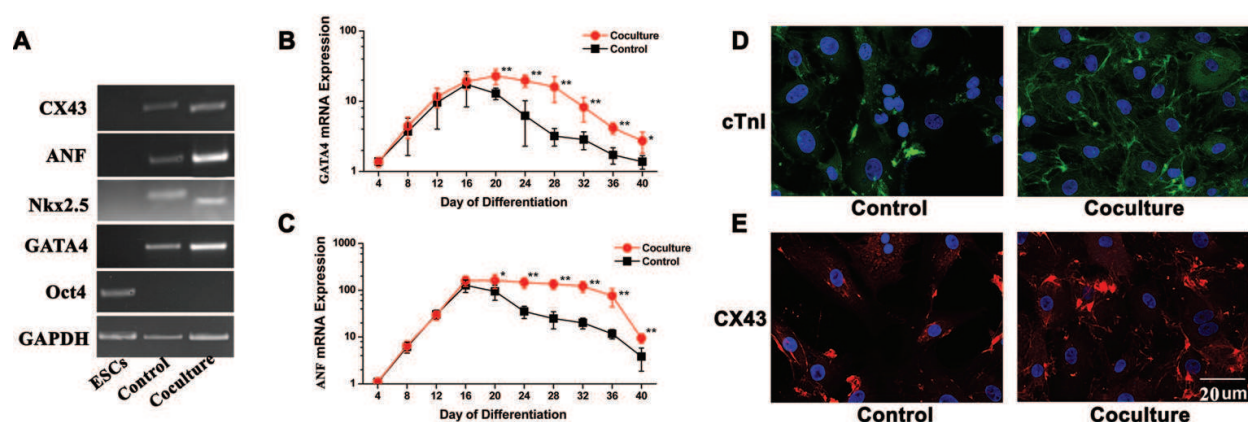 A
CX43
ANF
Nkx2.5
GATA4
Oct4
GAPDH
ESCs
Control
Coculture
B
GATA4 mRNA Expression
100
10
1
Coculture
Control
** ** ** ** ** *
4 8 12 16 20 24 28 32 36 40
Day of Differentiation
C
ANF mRNA Expression
1000
100
10
1
Coculture
Control
* ** ** ** ** **
4 8 12 16 20 24 28 32 36 40
Day of Differentiation
D
cTnI
Control
Coculture
E
CX43
20um
Control
Coculture